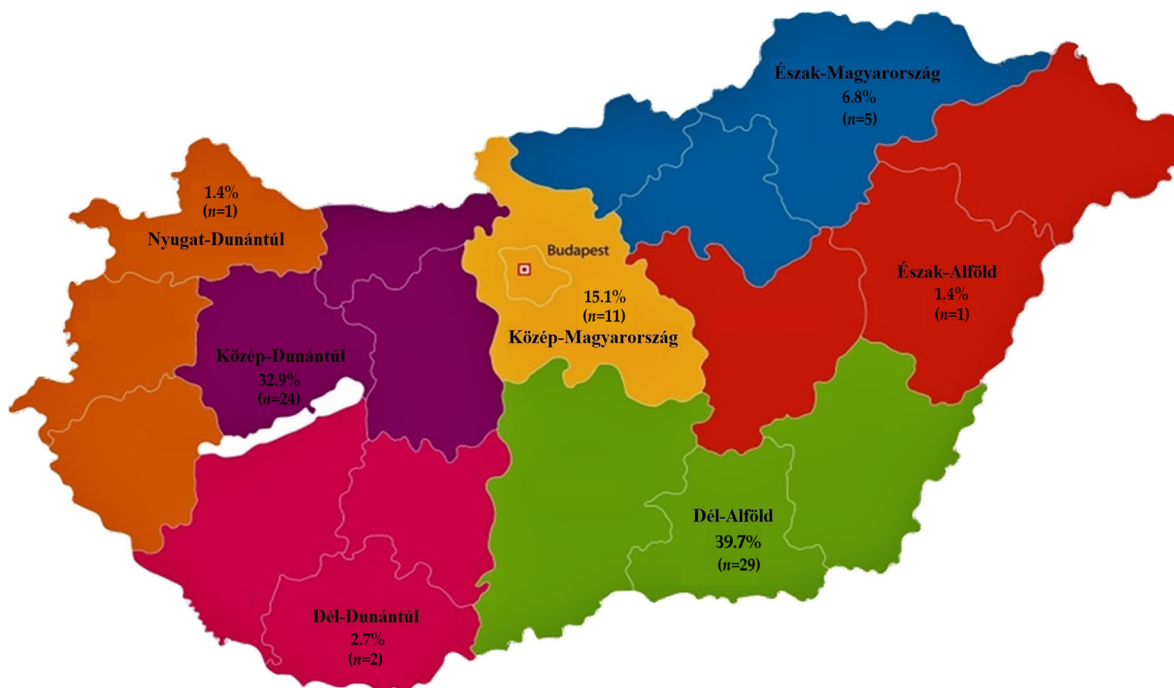 Észak-Magyarország
6.8%
(n=5)
1.4%
(n=1)
Nyugat-Dunántúl
Budapest
15.1%
(n=11)
Közép-Magyarország
Észak-Alföld
1.4%
(n=1)
Közép-Dunántúl
32.9%
(n=24)
Dél-Alföld
39.7%
(n=29)
Dél-Dunántúl
2.7%
(n=2)